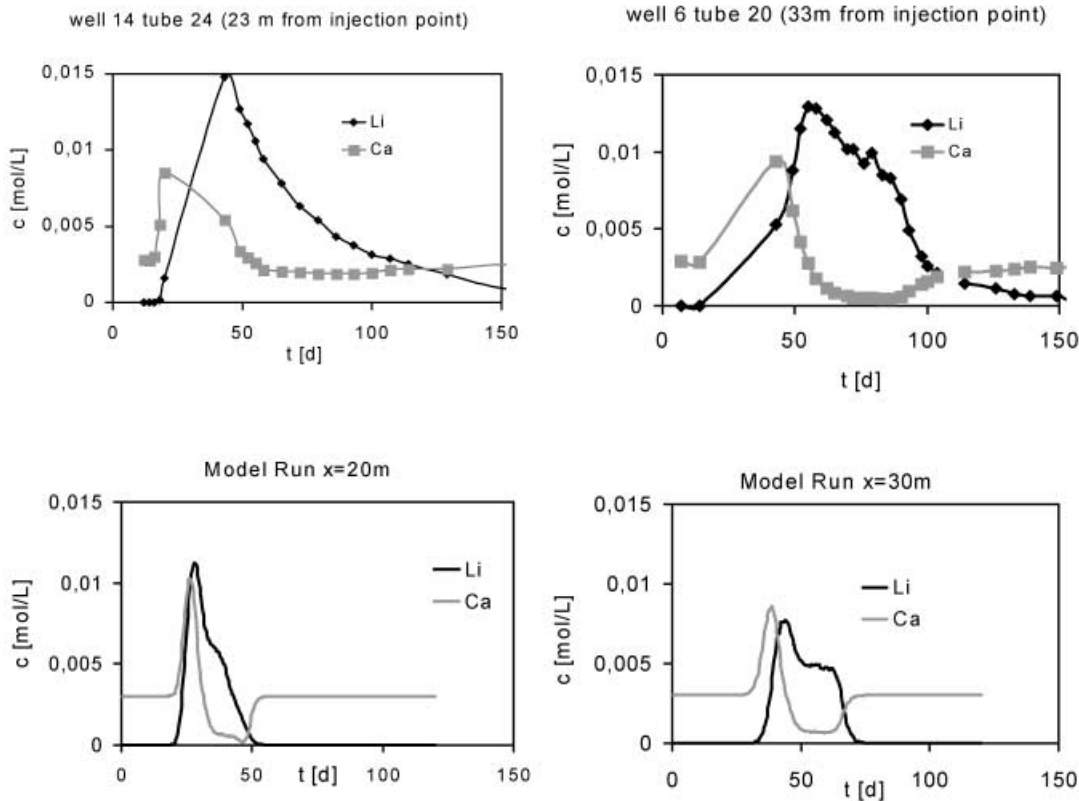 well 14 tube 24 (23 m from injection point)
0,015
0,01
0,005
0
c [mol/L]
Li
Ca
0 50 100 150
t [d]
well 6 tube 20 (33m from injection point)
0,015
0,01
0,005
0
c [mol/L]
Li
Ca
0 50 100 150
t [d]
Model Run x=20m
0,015
0,01
0,005
0
c [mol/L]
Li
Ca
0 50 100 150
t [d]
Model Run x=30m
0,015
0,01
0,005
0
c [mol/L]
Li
Ca
0 50 100 150
t [d]